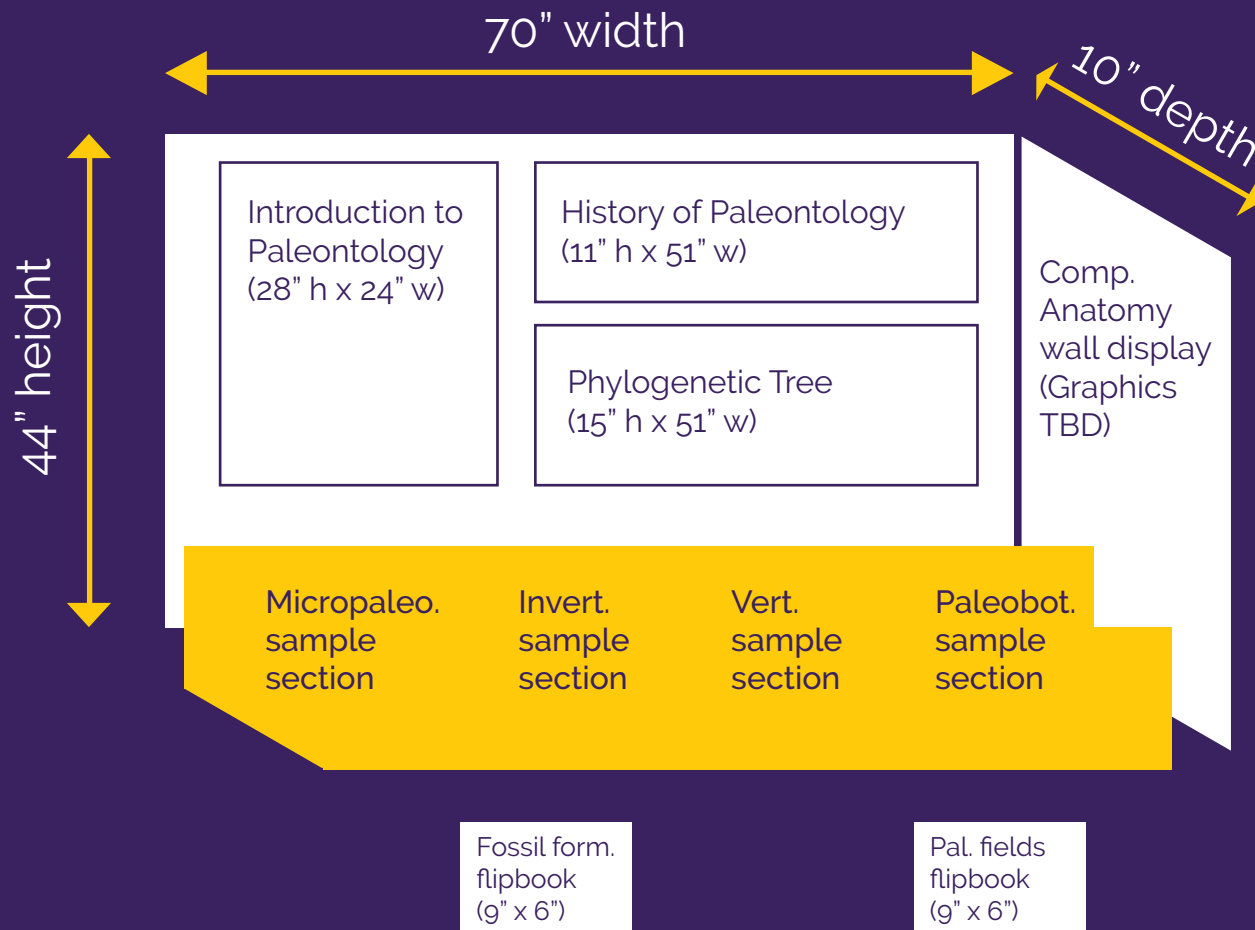 70” width
10” depth
44” height
Introduction to
Paleontology
(28” h x 24” w)
History of Paleontology
(11” h x 51” w)
Phylogenetic Tree
(15” h x 51” w)
Comp.
Anatomy
wall display
(Graphics
TBD)
Micropaleo.
sample
section
Invert.
sample
section
Vert.
sample
section
Paleobot.
sample
section
Fossil form.
flipbook
(9” x 6”)
Pal. fields
flipbook
(9” x 6”)